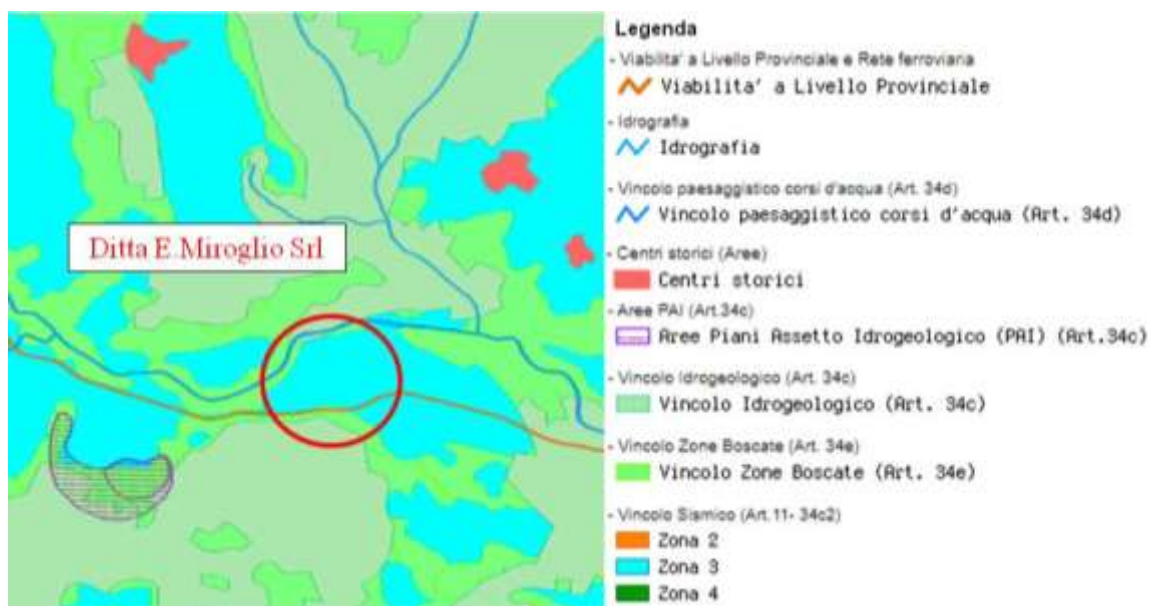 Ditta E.Miroglio Srl
Legenda
- Viabilita' a Livello Provinciale e Rete ferroviaria
Viabilita' a Livello Provinciale
- Idrografia
Idrografia
- Vincolo paesaggistico corsi d'acqua (Art. 34d)
Vincolo paesaggistico corsi d'acqua (Art. 34d)
- Centri storici (Aree)
Centri storici
- Aree PAI (Art.34c)
Aree Piani Assetto Idrogeologico (PAI) (Art.34c)
- Vincolo Idrogeologico (Art. 34c)
Vincolo Idrogeologico (Art. 34c)
- Vincolo Zone Boscate (Art. 34e)
Vincolo Zone Boscate (Art. 34e)
- Vincolo Sismico (Art.11- 34c2)
Zona 2
Zona 3
Zona 4